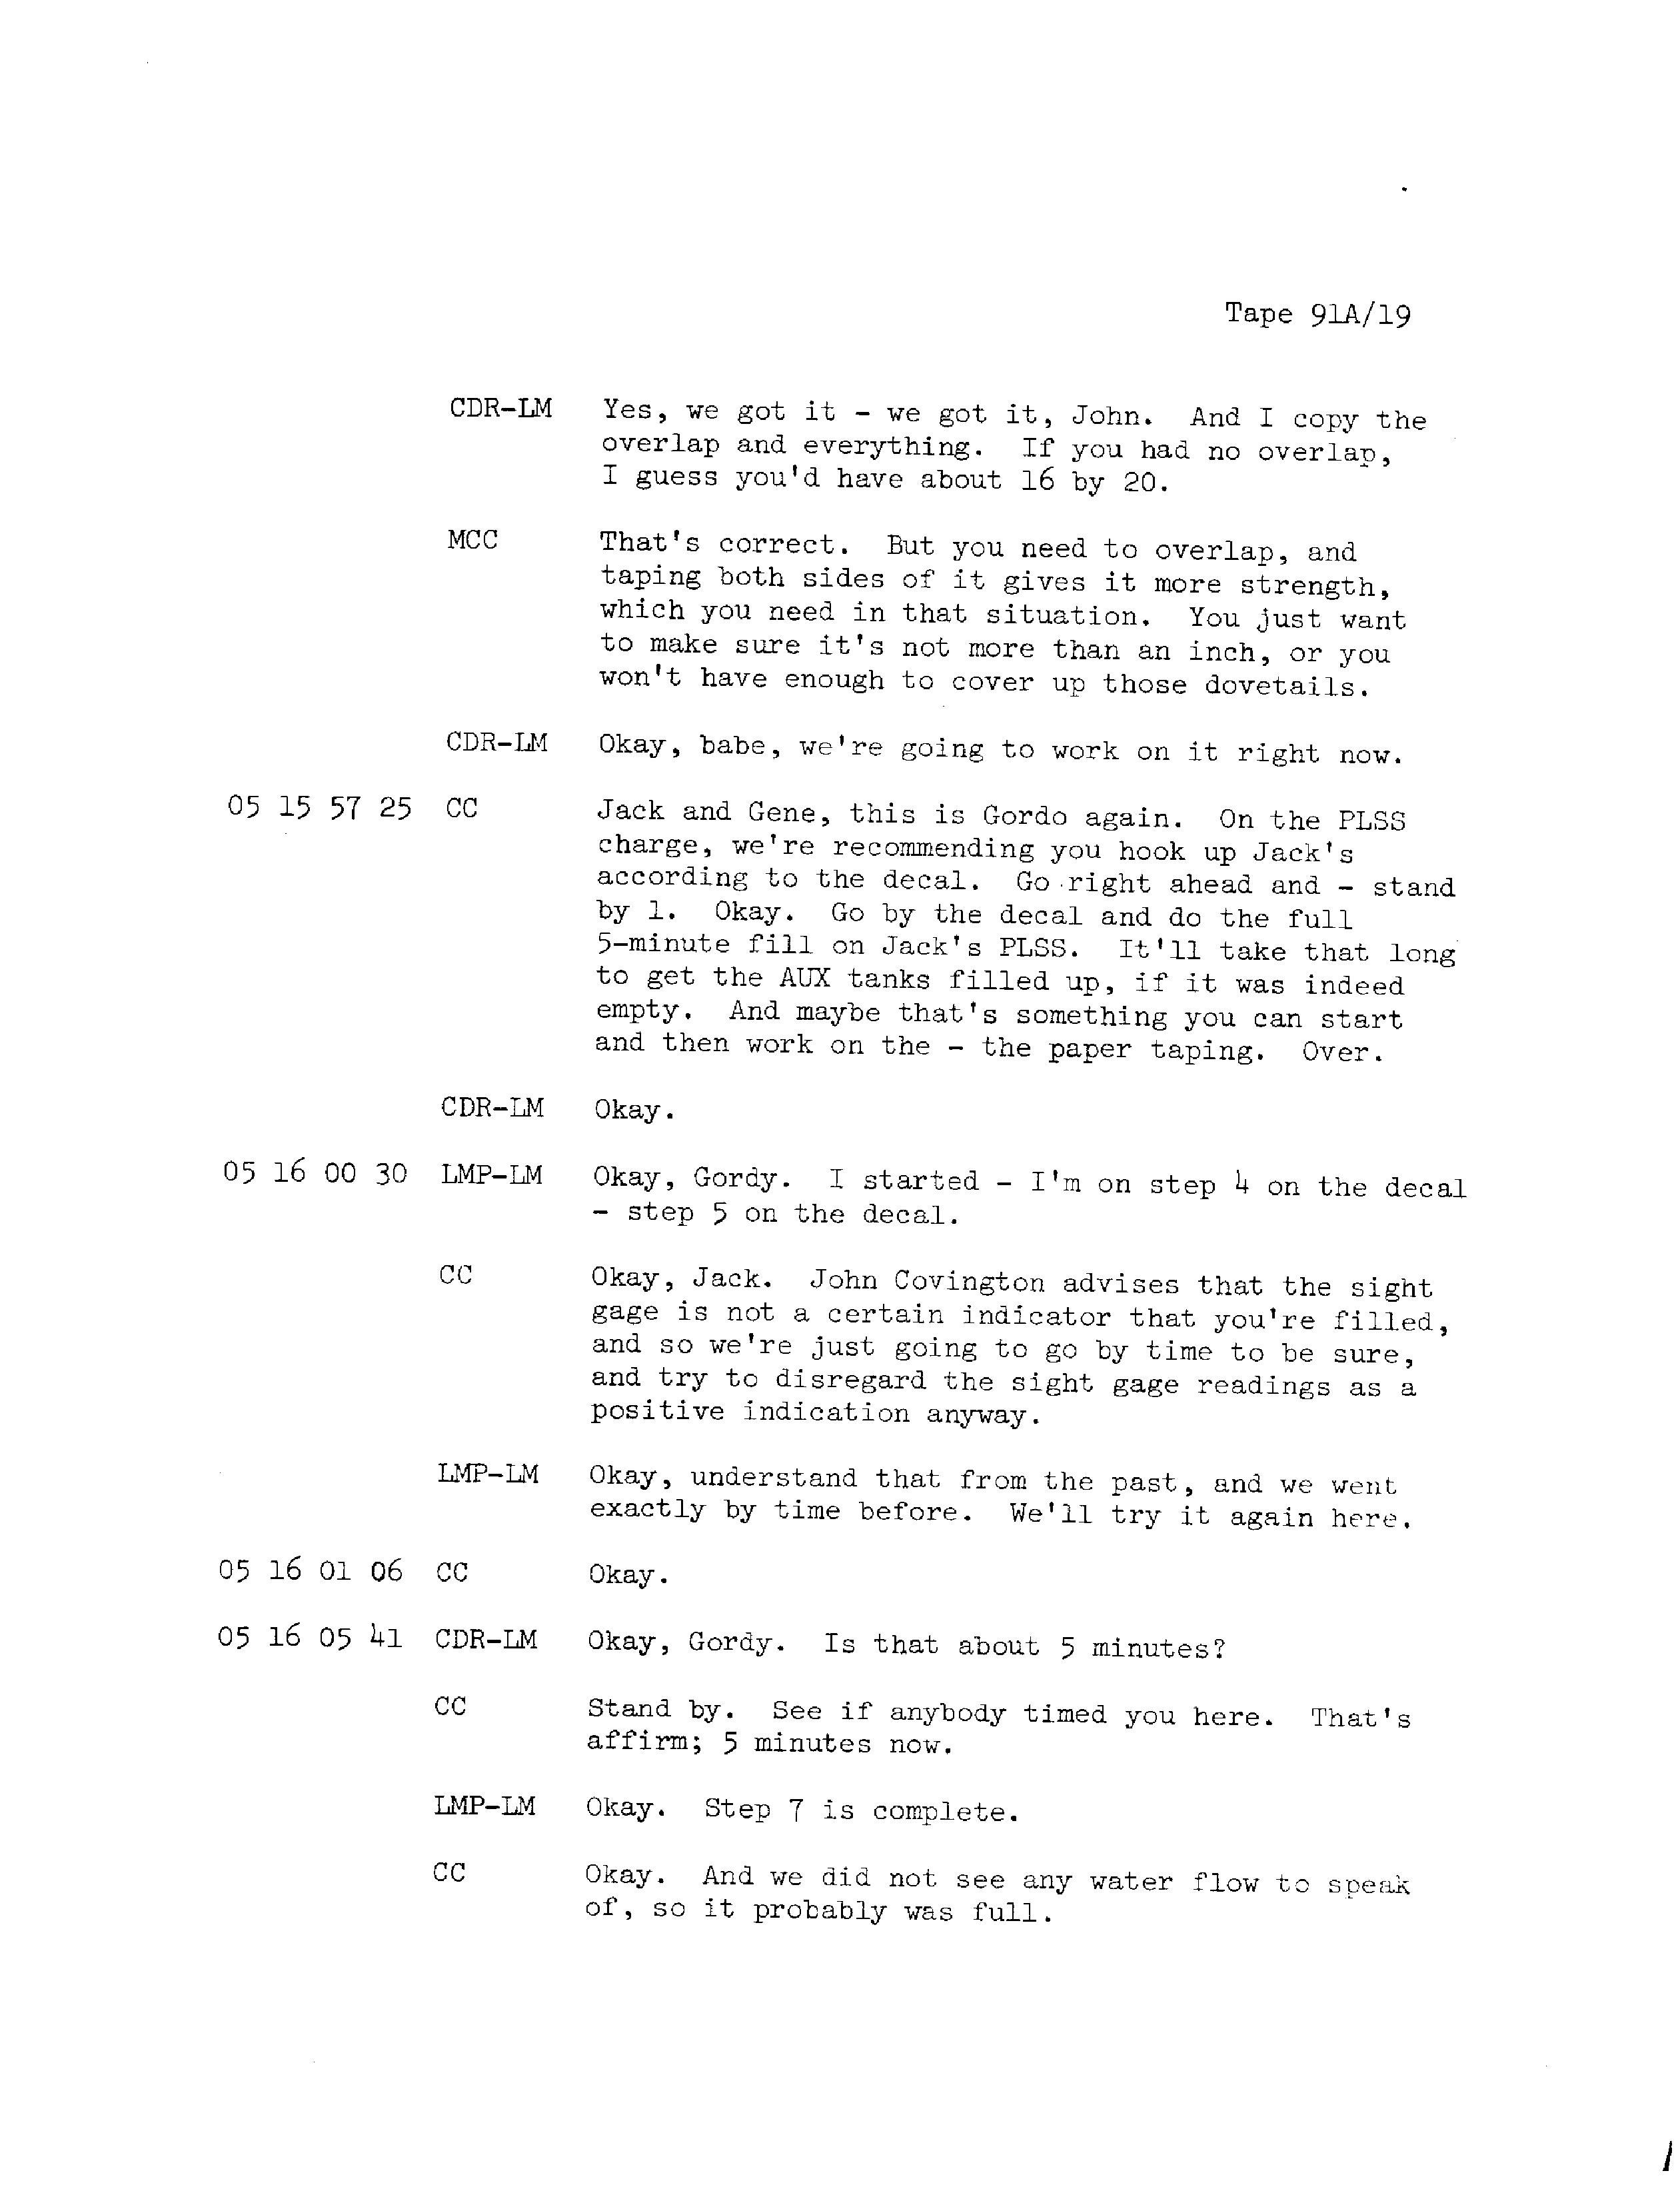 Tape 91A/19
CDR-LM Yes, we got it - we got it, John. And I copy the
overlap and everything. If you had no overlap,
I guess you'd have about 16 by 20.
MCC That's correct. But you need to overlap, and
taping both sides of it gives it more strength,
which you need in that situation. You just want
to make sure it's not more than an inch, or you
won't have enough to cover up those dovetails.
CDR-LM Okay, babe, we're going to work on it right now.
05 15 57 25 CC Jack and Gene, this is Gordo again. On the PLSS
charge, we're recommending you hook up Jack's
according to the decal. Go right ahead and - stand
by 1. Okay. Go by the decal and do the full
5-minute fill on Jack's PLSS. It'll take that long
to get the AUX tanks filled up, if it was indeed
empty. And maybe that's something you can start
and then work on the - the paper taping. Over.
CDR-LM Okay.
05 16 00 30 LMP-LM Okay, Gordy. I started - I'm on step 4 on the decal
- step 5 on the decal.
CC Okay, Jack. John Covington advises that the sight
gage is not a certain indicator that you're filled,
and so we're just going to go by time to be sure,
and try to disregard the sight gage readings as a
positive indication anyway.
LMP-LM Okay, understand that from the past, and we went
exactly by time before. We'll try it again here.
05 16 01 06 CC Okay.
05 16 05 41 CDR-LM Okay, Gordy. Is that about 5 minutes?
CC Stand by. See if anybody timed you here. That's
affirm; 5 minutes now.
LMP-LM Okay. Step 7 is complete.
CC Okay. And we did not see any water flow to speak
of, so it probably was full.